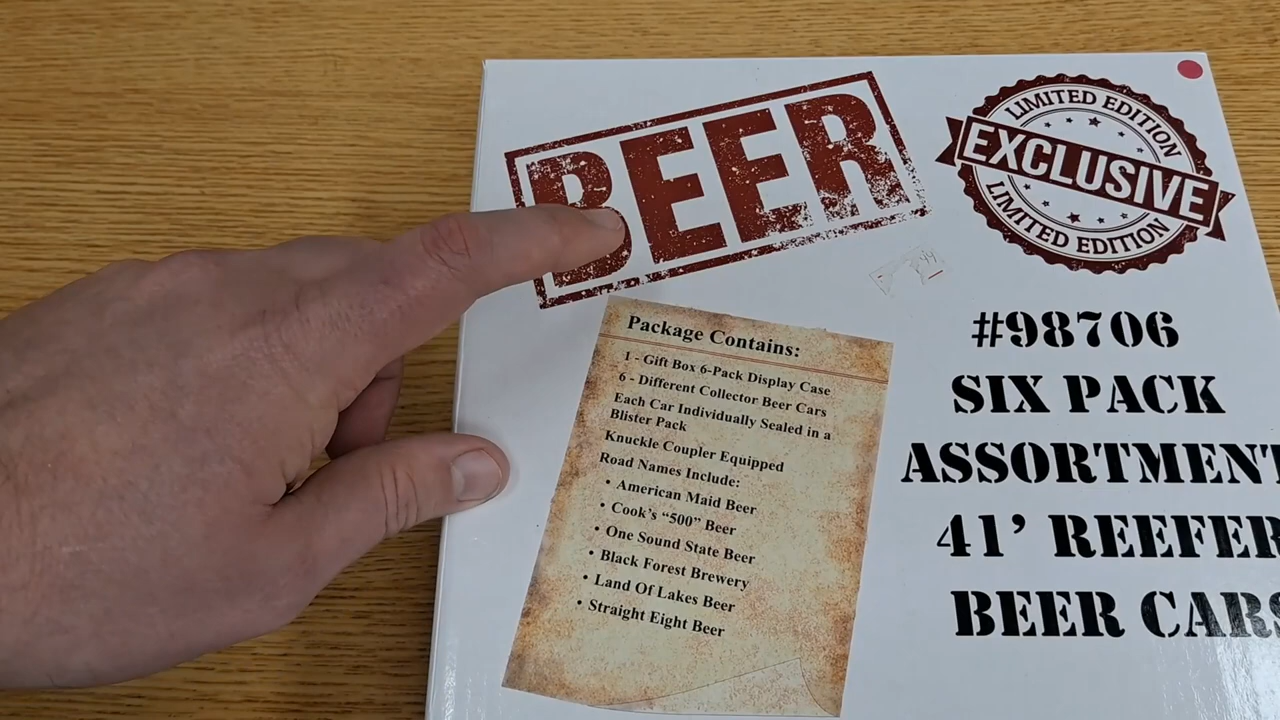 BEER
LIMITED EDITION
EXCLUSIVE
LIMITED EDITION
#98706
SIX PACK
ASSORTMENT
41' REEFER
BEER CARS
Package Contains:
1 - Gift Box 6-Pack Display Case
6 - Different Collector Beer Cars
Each Car Individually Sealed in a
Blister Pack
Knuckle Coupler Equipped
Road Names Include:
• American Maid Beer
• Cook's “500” Beer
• One Sound State Beer
• Black Forest Brewery
• Land Of Lakes Beer
• Straight Eight Beer